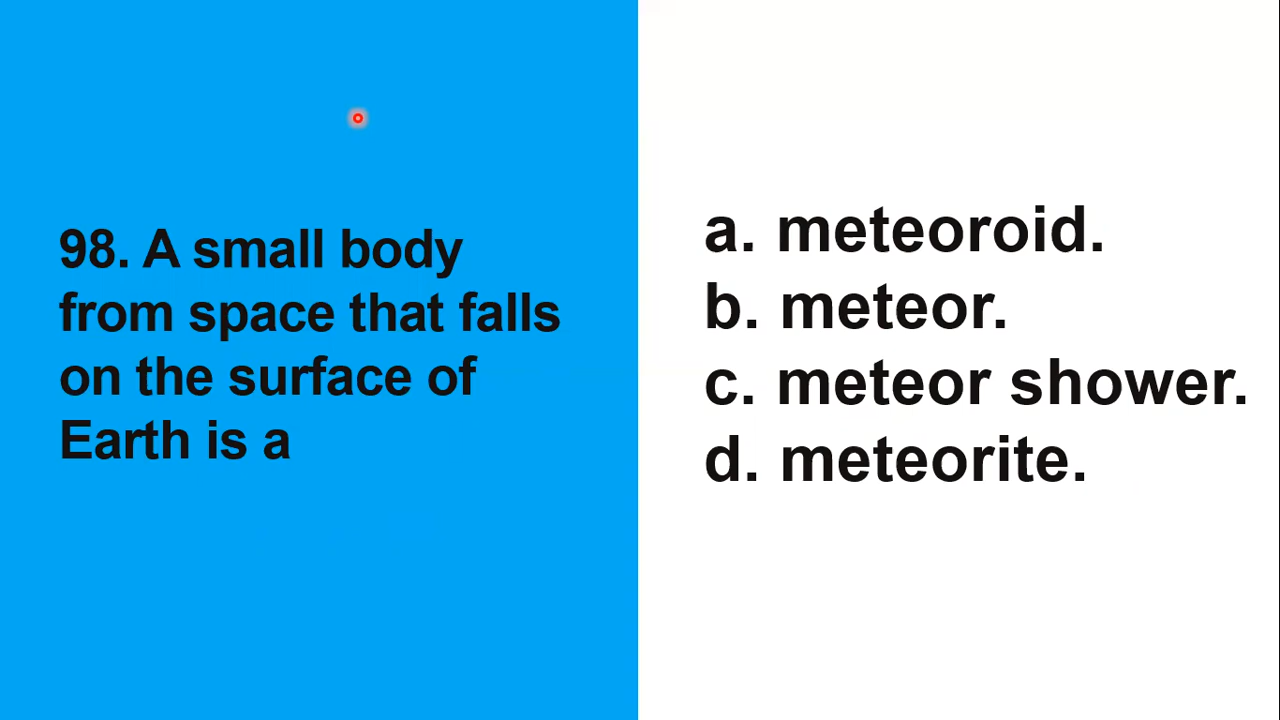 98. A small body
from space that falls
on the surface of
Earth is a
a. meteoroid.
b. meteor.
c. meteor shower.
d. meteorite.